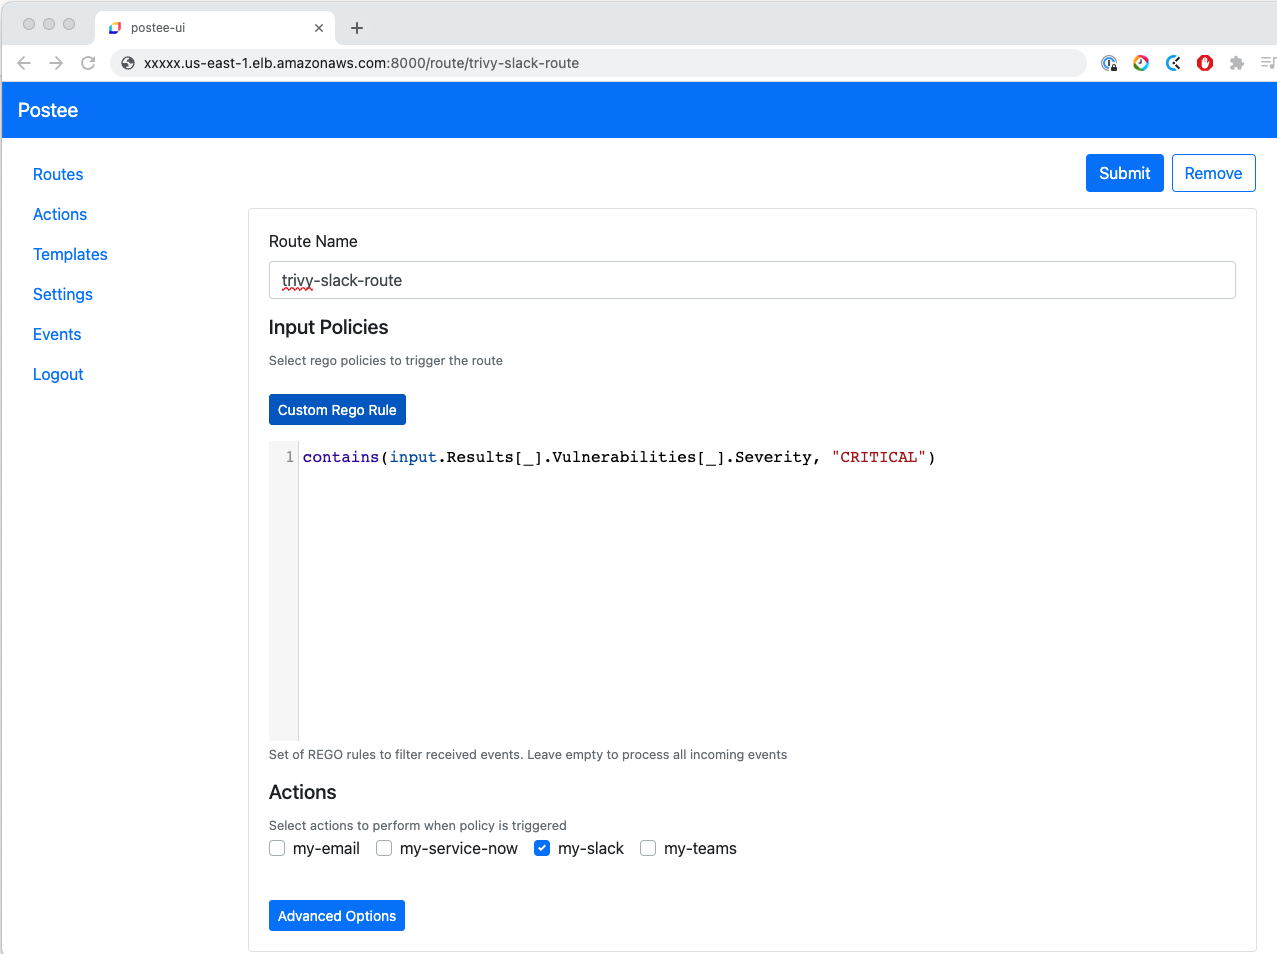 postee-ui
xxxxx.us-east-1.elb.amazonaws.com:8000/route/trivy-slack-route
Postee
Routes
Actions
Templates
Settings
Events
Logout
Submit Remove
Route Name
trivy-slack-route
Input Policies
Select rego policies to trigger the route
Custom Rego Rule
1 contains(input.Results[_].Vulnerabilities[_].Severity, "CRITICAL")
Set of REGO rules to filter received events. Leave empty to process all incoming events
Actions
Select actions to perform when policy is triggered
my-email my-service-now my-slack my-teams
Advanced Options